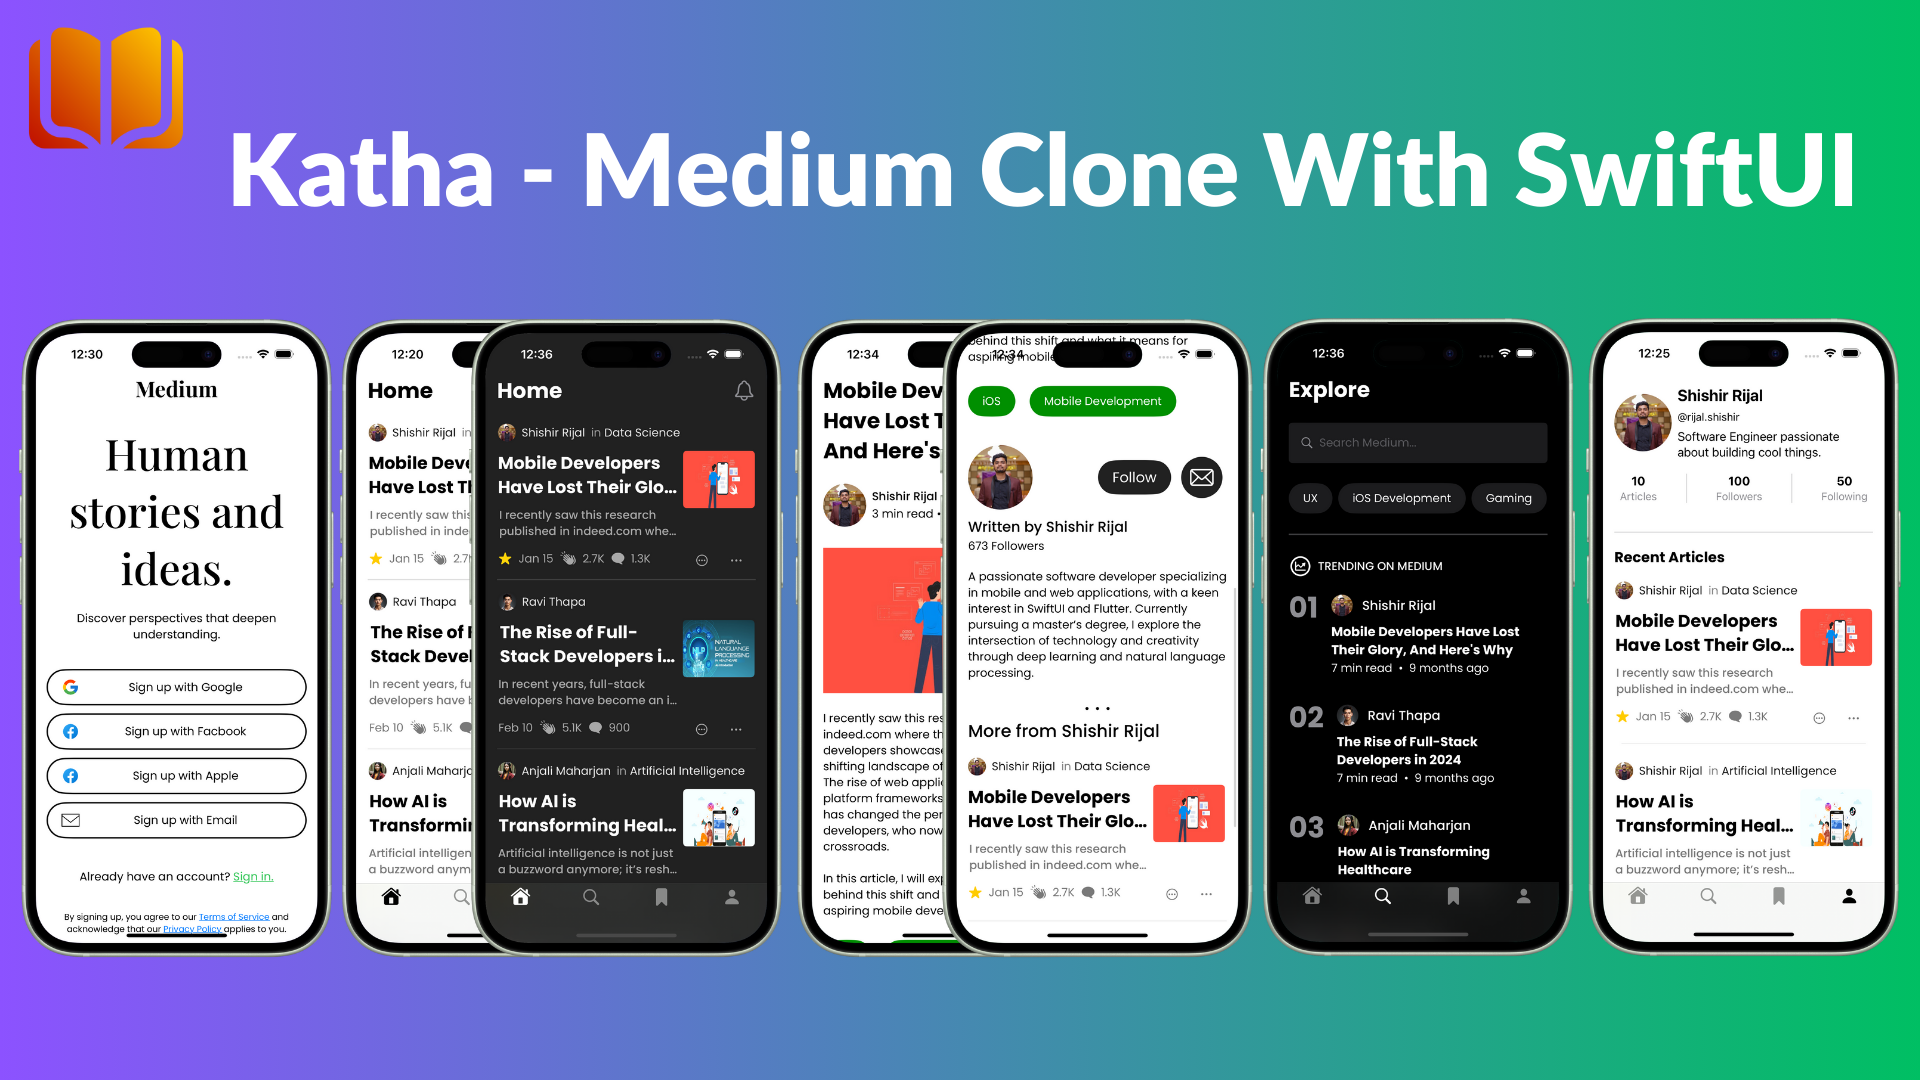 Katha - Medium Clone With SwiftUI
12:30
Medium
Human
stories and
ideas.
Discover perspectives that deepen
understanding.
Sign up with Google
Sign up with Facbook
Sign up with Apple
Sign up with Email
Already have an account? Sign in.
By signing up, you agree to our Terms of Service and
acknowledge that our Privacy Policy applies to you.
12:20
Home
Shishir Rijal in
Mobile Deve
Have Lost T
I recently saw this
published in inde
Jan 15 2.7
Ravi Thapa
The Rise of F
Stack Devel
In recent years, fu
developers have b
Feb 10 5.1K
Anjali Maharjc
How AI is
Transformin
Artificial intelligen
a buzzword anym
12:36
Home
Shishir Rijal in Data Science
Mobile Developers
Have Lost Their Glo...
I recently saw this research
published in indeed.com whe...
Jan 15 2.7K 1.3K
Ravi Thapa
The Rise of Full-
Stack Developers i...
NATURAL
LANGUANGE
PROCESSING
In recent years, full-stack
developers have become an i...
Feb 10 5.1K 900
Anjali Maharjan in Artificial Intelligence
How AI is
Transforming Heal...
Artificial intelligence is not just
a buzzword anymore; it's resh...
12:34
Mobile Dev
Have Lost T
And Here's
Shishir Rijal
3 min read •
I recently saw this res
indeed.com where th
developers showcas
shifting landscape of
The rise of web appli
platform frameworks
has changed the per
developers, who now
crossroads.
In this article, I will exp
behind this shift and
aspiring mobile deve
behind this shift and what it means for
aspiring mobile
12:34
iOS
Mobile Development
Follow
Written by Shishir Rijal
673 Followers
A passionate software developer specializing
in mobile and web applications, with a keen
interest in SwiftUI and Flutter. Currently
pursuing a master's degree, I explore the
intersection of technology and creativity
through deep learning and natural language
processing.
• • •
More from Shishir Rijal
Shishir Rijal in Data Science
Mobile Developers
Have Lost Their Glo...
I recently saw this research
published in indeed.com whe...
Jan 15 2.7K 1.3K
12:36
Explore
Search Medium...
UX
iOS Development
Gaming
TRENDING ON MEDIUM
01 Shishir Rijal
Mobile Developers Have Lost
Their Glory, And Here's Why
7 min read • 9 months ago
02 Ravi Thapa
The Rise of Full-Stack
Developers in 2024
7 min read • 9 months ago
03 Anjali Maharjan
How AI is Transforming
Healthcare
12:25
Shishir Rijal
@rijal.shishir
Software Engineer passionate
about building cool things.
10 100 50
Articles Followers Following
Recent Articles
Shishir Rijal in Data Science
Mobile Developers
Have Lost Their Glo...
I recently saw this research
published in indeed.com whe...
Jan 15 2.7K 1.3K
Shishir Rijal in Artificial Intelligence
How AI is
Transforming Heal...
Artificial intelligence is not just
a buzzword anymore; it's resh...